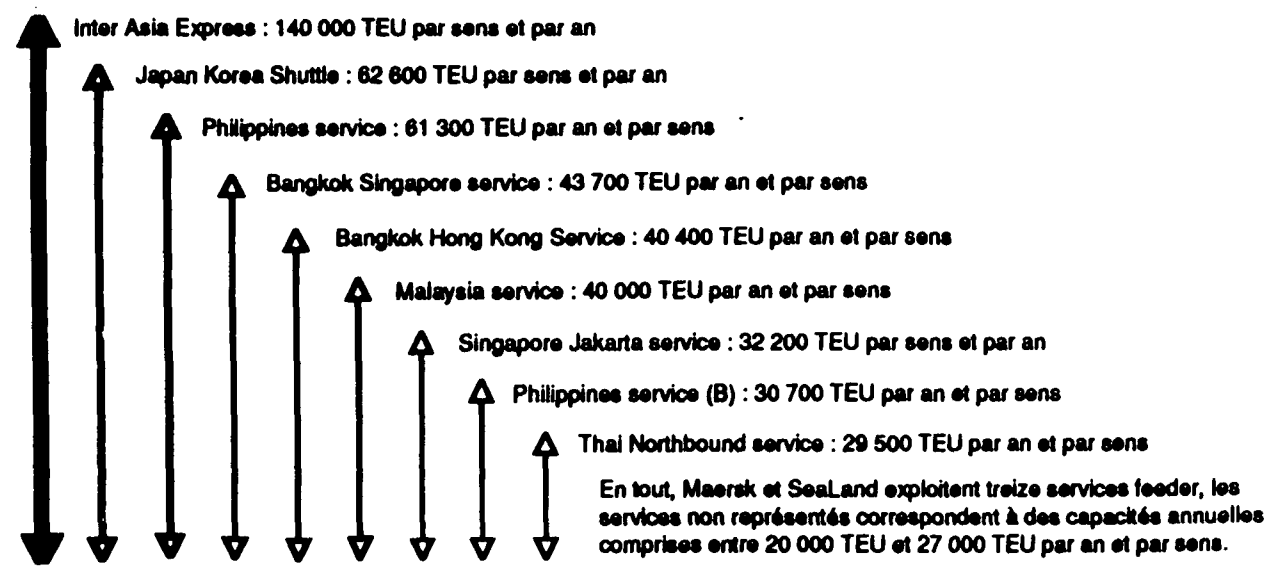 Inter Asia Express : 140 000 TEU par sens et par an
Japan Korea Shuttle : 62 600 TEU par sens et par an
Philippines service : 61 300 TEU par an et par sens
Bangkok Singapore service : 43 700 TEU par an et par sens
Bangkok Hong Kong Service : 40 400 TEU par an et par sens
Malaysia service : 40 000 TEU par an et par sens
Singapore Jakarta service : 32 200 TEU par sens et par an
Philippines service (B) : 30 700 TEU par an et par sens
Thai Northbound service : 29 500 TEU par an et par sens
En tout, Maersk et SeaLand exploitent treize services feeder, les
services non représentés correspondent à des capacités annuelles
comprises entre 20 000 TEU et 27 000 TEU par an et par sens.